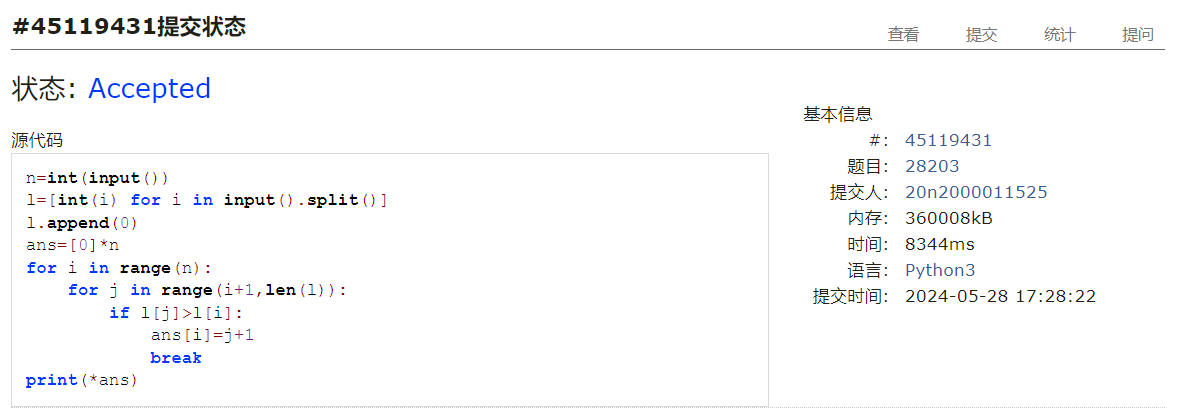 #45119431提交状态
查看 提交 统计 提问
状态: Accepted
源代码
n=int(input())
l=[int(i) for i in input().split()]
l.append(0)
ans=[0]*n
for i in range(n):
    for j in range(i+1,len(l)):
        if l[j]>l[i]:
            ans[i]=j+1
            break
print(*ans)
基本信息
#: 45119431
题目: 28203
提交人: 20n2000011525
内存: 360008kB
时间: 8344ms
语言: Python3
提交时间: 2024-05-28 17:28:22